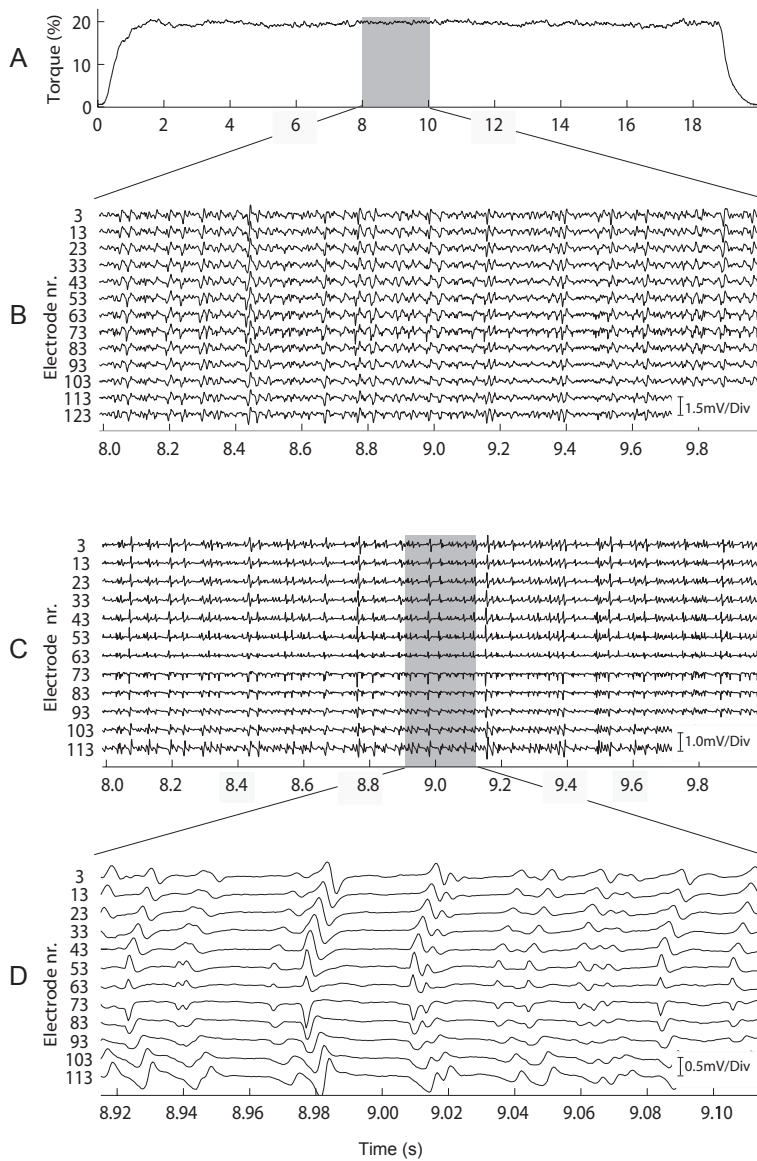 A
Torque (%)
20
10
0
0 2 4 6 8 10 12 14 16 18
B
Electrode nr.
3
13
23
33
43
53
63
73
83
93
103
113
123
1.5mV/Div
8.0 8.2 8.4 8.6 8.8 9.0 9.2 9.4 9.6 9.8
C
Electrode nr.
3
13
23
33
43
53
63
73
83
93
103
113
1.0mV/Div
8.0 8.2 8.4 8.6 8.8 9.0 9.2 9.4 9.6 9.8
D
Electrode nr.
3
13
23
33
43
53
63
73
83
93
103
113
0.5mV/Div
8.92 8.94 8.96 8.98 9.00 9.02 9.04 9.06 9.08 9.10
Time (s)